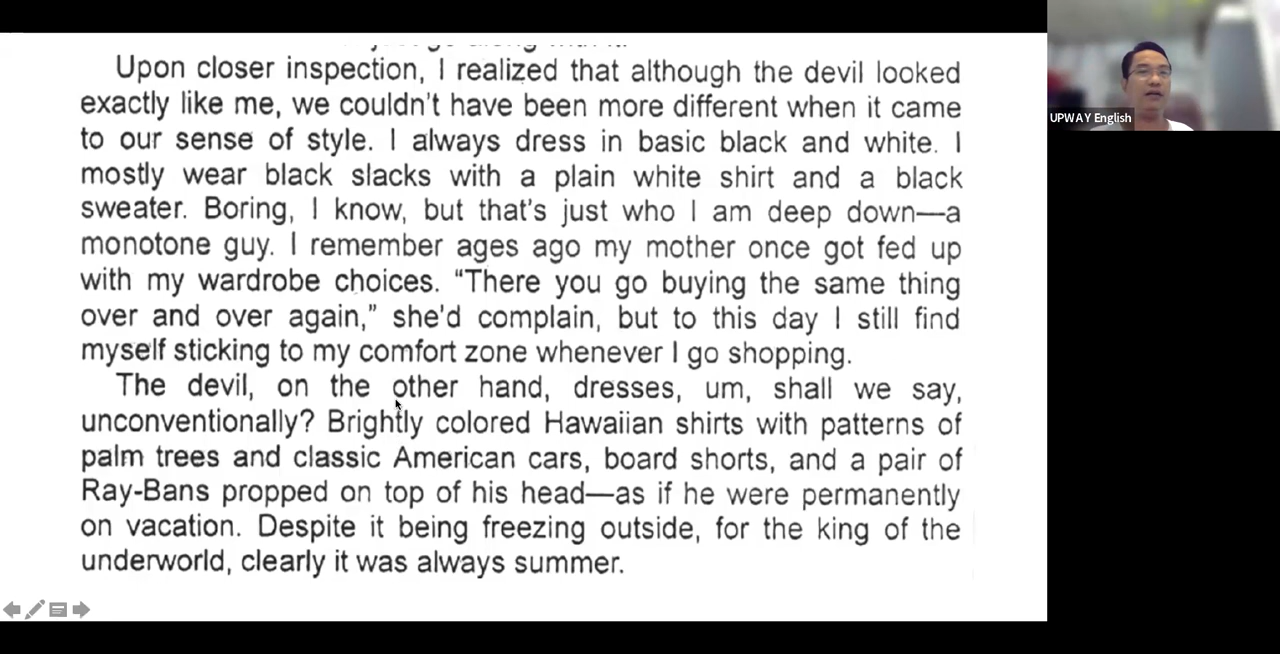 Upon closer inspection, I realized that although the devil looked
exactly like me, we couldn't have been more different when it came
to our sense of style. I always dress in basic black and white. I
mostly wear black slacks with a plain white shirt and a black
sweater. Boring, I know, but that's just who I am deep down—a
monotone guy. I remember ages ago my mother once got fed up
with my wardrobe choices. “There you go buying the same thing
over and over again,” she'd complain, but to this day I still find
myself sticking to my comfort zone whenever I go shopping.
The devil, on the other hand, dresses, um, shall we say,
unconventionally? Brightly colored Hawaiian shirts with patterns of
palm trees and classic American cars, board shorts, and a pair of
Ray-Bans propped on top of his head—as if he were permanently
on vacation. Despite it being freezing outside, for the king of the
underworld, clearly it was always summer.
UPWAY English